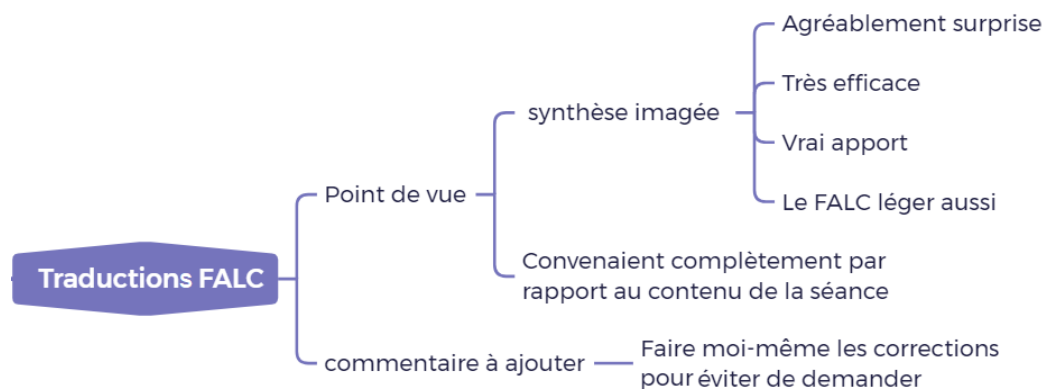 Traductions FALC
Point de vue
synthèse imagée
Agréablement surprise
Très efficace
Vrai apport
Le FALC léger aussi
Convenaient complètement par
rapport au contenu de la séance
commentaire à ajouter
Faire moi-même les corrections
pour éviter de demander